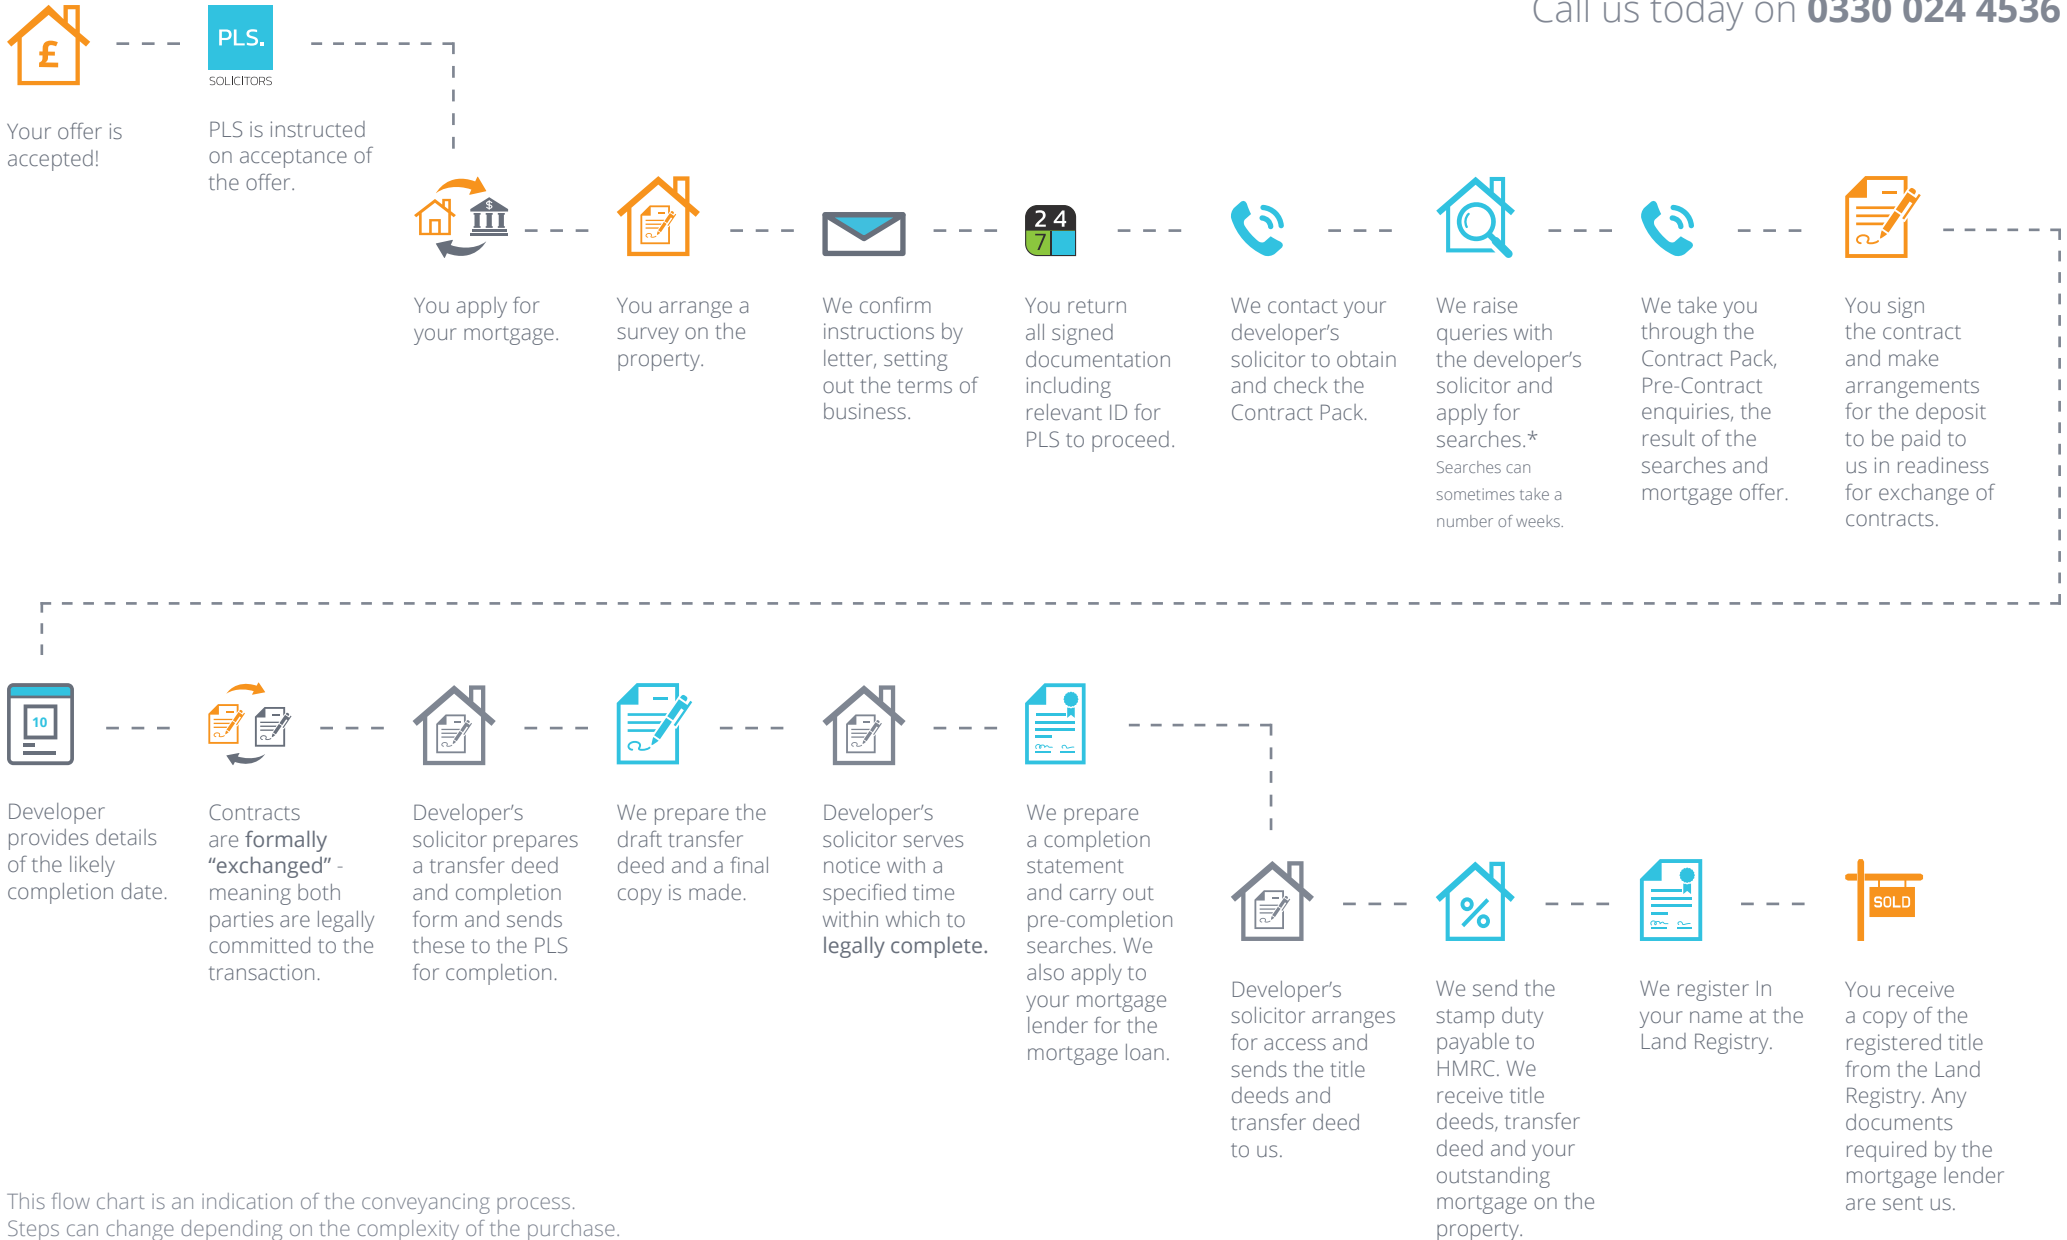 Call us today on 0330 024 4536
£
PLS.
SOLICITORS
Your offer is
accepted!
PLS is instructed
on acceptance of
the offer.
$
You apply for
your mortgage.
You arrange a
survey on the
property.
We confirm
instructions by
letter, setting
out the terms of
business.
2 4
7
You return
all signed
documentation
including
relevant ID for
PLS to proceed.
We contact your
developer's
solicitor to obtain
and check the
Contract Pack.
We raise
queries with
the developer's
solicitor and
apply for
searches.*
Searches can
sometimes take a
number of weeks.
We take you
through the
Contract Pack,
Pre-Contract
enquiries, the
result of the
searches and
mortgage offer.
You sign
the contract
and make
arrangements
for the deposit
to be paid to
us in readiness
for exchange of
contracts.
10
Developer
provides details
of the likely
completion date.
Contracts
are formally
“exchanged” -
meaning both
parties are legally
committed to the
transaction.
Developer's
solicitor prepares
a transfer deed
and completion
form and sends
these to the PLS
for completion.
We prepare the
draft transfer
deed and a final
copy is made.
Developer's
solicitor serves
notice with a
specified time
within which to
legally complete.
We prepare
a completion
statement
and carry out
pre-completion
searches. We
also apply to
your mortgage
lender for the
mortgage loan.
Developer's
solicitor arranges
for access and
sends the title
deeds and
transfer deed
to us.
%
We send the
stamp duty
payable to
HMRC. We
receive title
deeds, transfer
deed and your
outstanding
mortgage on the
property.
We register In
your name at the
Land Registry.
SOLD
You receive
a copy of the
registered title
from the Land
Registry. Any
documents
required by the
mortgage lender
are sent us.
This flow chart is an indication of the conveyancing process.
Steps can change depending on the complexity of the purchase.